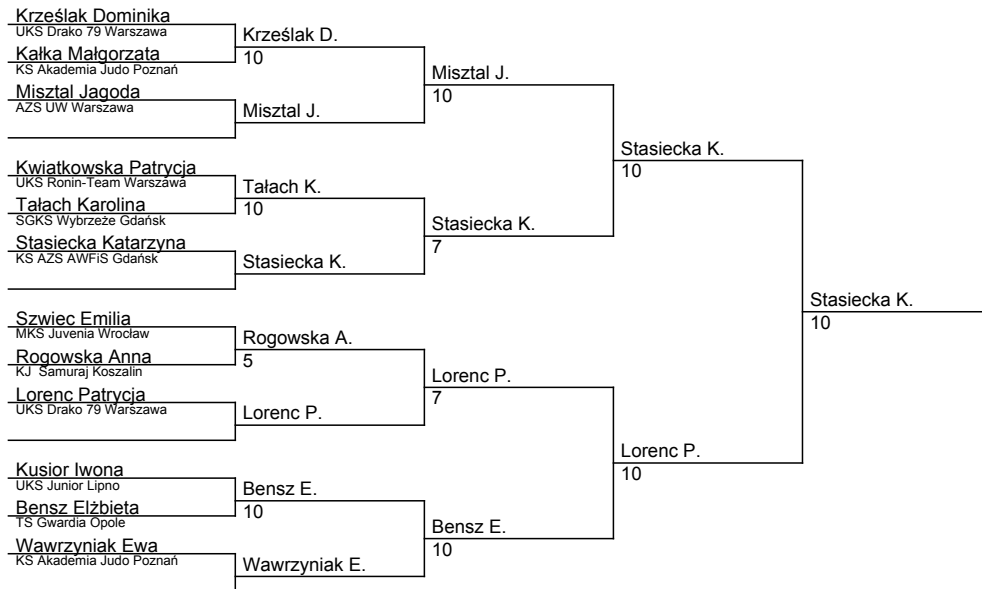 Krześlak Dominika
UKS Drako 79 Warszawa
Kałka Małgorzata
KS Akademia Judo Poznań
Misztal Jagoda
AZS UW Warszawa
Kwiatkowska Patrycja
UKS Ronin-Team Warszawa
Tałach Karolina
SGKS Wybrzeże Gdańsk
Stasiecka Katarzyna
KS AZS AWFiS Gdańsk
Szwiec Emilia
MKS Juvenia Wrocław
Rogowska Anna
KJ Samuraj Koszalin
Lorenc Patrycja
UKS Drako 79 Warszawa
Kusior Iwona
UKS Junior Lipno
Bensz Elżbieta
TS Gwardia Opole
Wawrzyniak Ewa
KS Akademia Judo Poznań
Krześlak D.
10
Misztal J.
Tałach K.
10
Stasiecka K.
Rogowska A.
5
Lorenc P.
Bensz E.
10
Wawrzyniak E.
Misztal J.
10
Stasiecka K.
7
Lorenc P.
7
Bensz E.
10
Stasiecka K.
10
Lorenc P.
10
Stasiecka K.
10